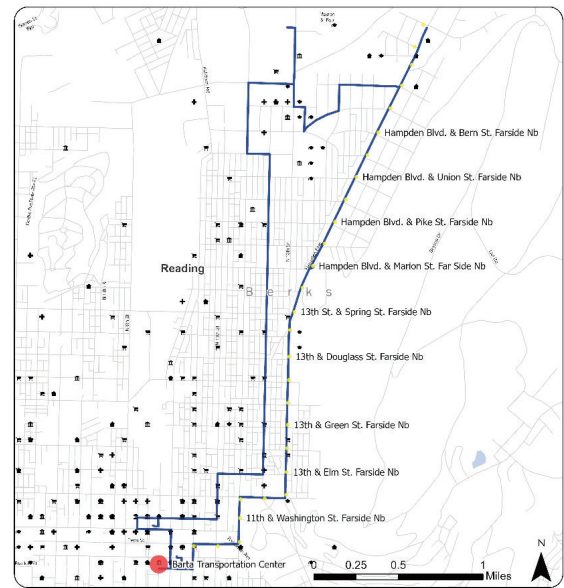 Hampden Blvd. & Bern St. Farside Nb
Hampden Blvd. & Union St. Farside Nb
Hampden Blvd. & Pike St. Farside Nb
Hampden Blvd. & Marion St. Far Side Nb
Reading
Berks
13th St. & Spring St. Farside Nb
13th & Douglass St. Farside Nb
13th & Green St. Farside Nb
13th & Elm St. Farside Nb
11th & Washington St. Farside Nb
Barta Transportation Center
N
0 0.25 0.5 1
Miles